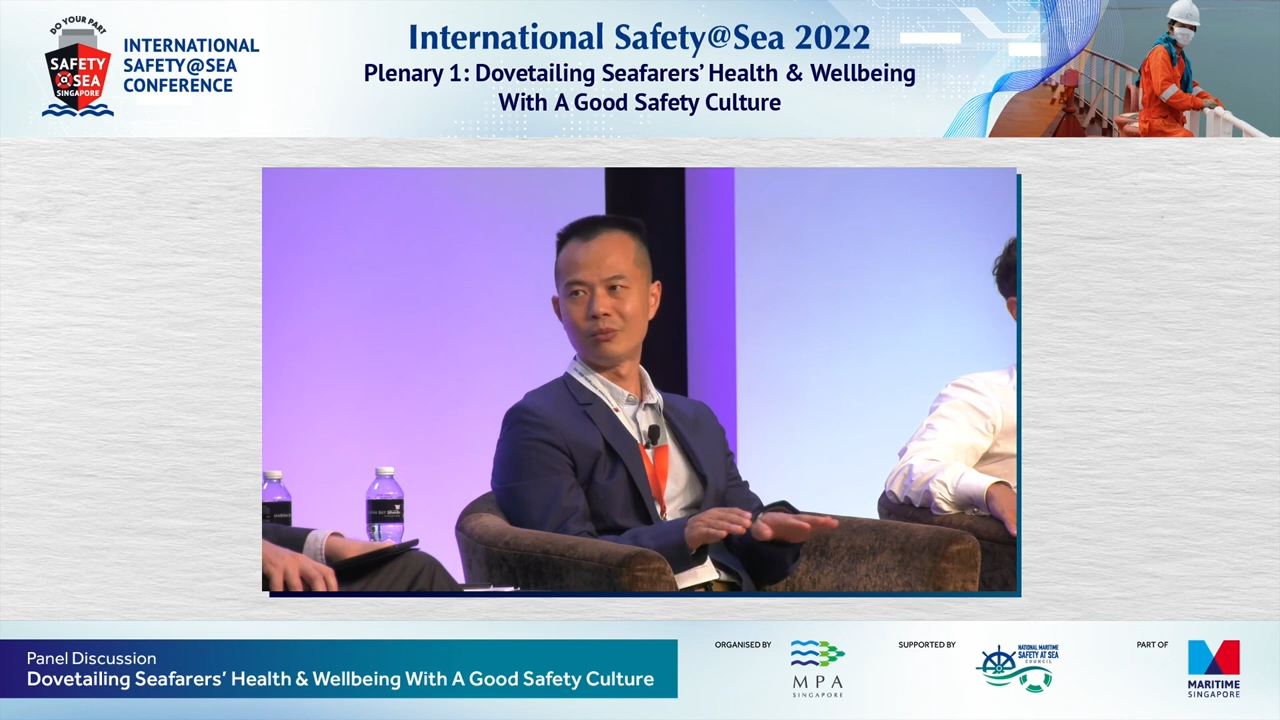 DO YOUR PART
SAFETY
@SEA
SINGAPORE
INTERNATIONAL
SAFETY@SEA
CONFERENCE
International Safety@Sea 2022
Plenary 1: Dovetailing Seafarers' Health & Wellbeing
With A Good Safety Culture
Panel Discussion
Dovetailing Seafarers' Health & Wellbeing With A Good Safety Culture
ORGANISED BY
MPA
SINGAPORE
SUPPORTED BY
NATIONAL MARITIME
SAFETY AT SEA
COUNCIL
PART OF
MARITIME
SINGAPORE